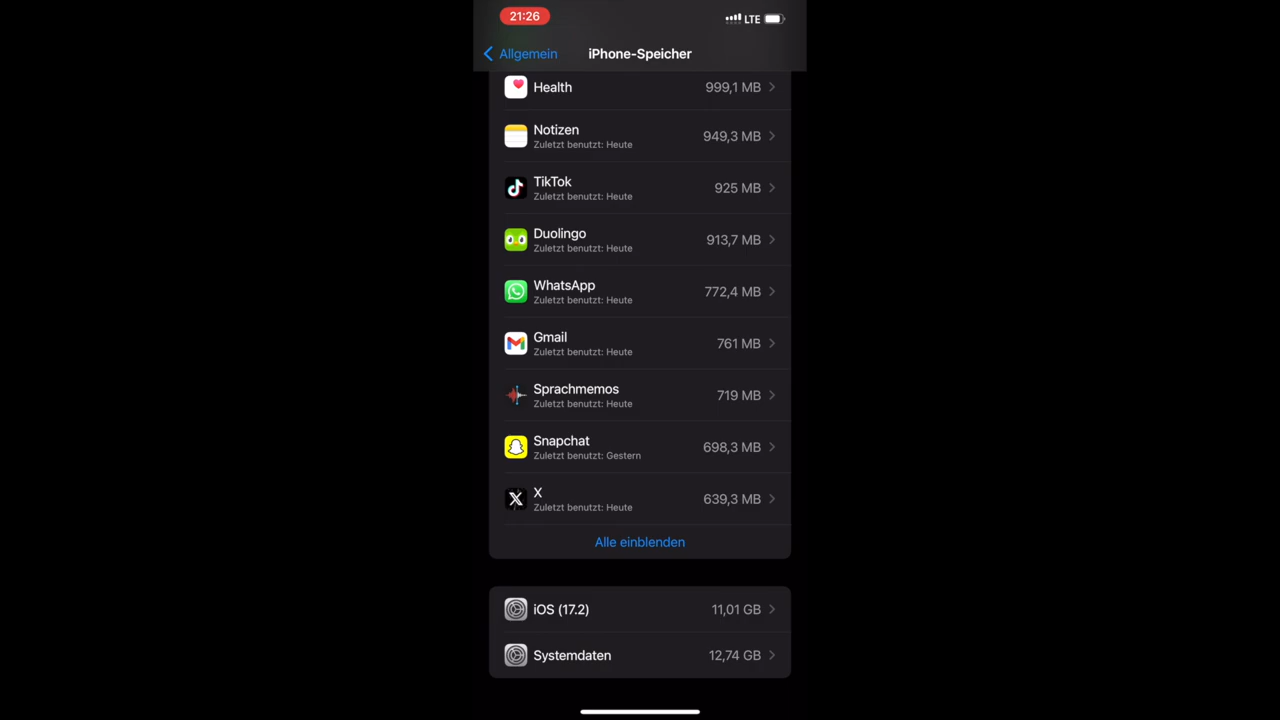 21:26
LTE
Allgemein
iPhone-Speicher
Health
999,1 MB
Notizen
Zuletzt benutzt: Heute
949,3 MB
TikTok
Zuletzt benutzt: Heute
925 MB
Duolingo
Zuletzt benutzt: Heute
913,7 MB
WhatsApp
Zuletzt benutzt: Heute
772,4 MB
Gmail
Zuletzt benutzt: Heute
761 MB
Sprachmemos
Zuletzt benutzt: Heute
719 MB
Snapchat
Zuletzt benutzt: Gestern
698,3 MB
X
Zuletzt benutzt: Heute
639,3 MB
Alle einblenden
iOS (17.2)
11,01 GB
Systemdaten
12,74 GB